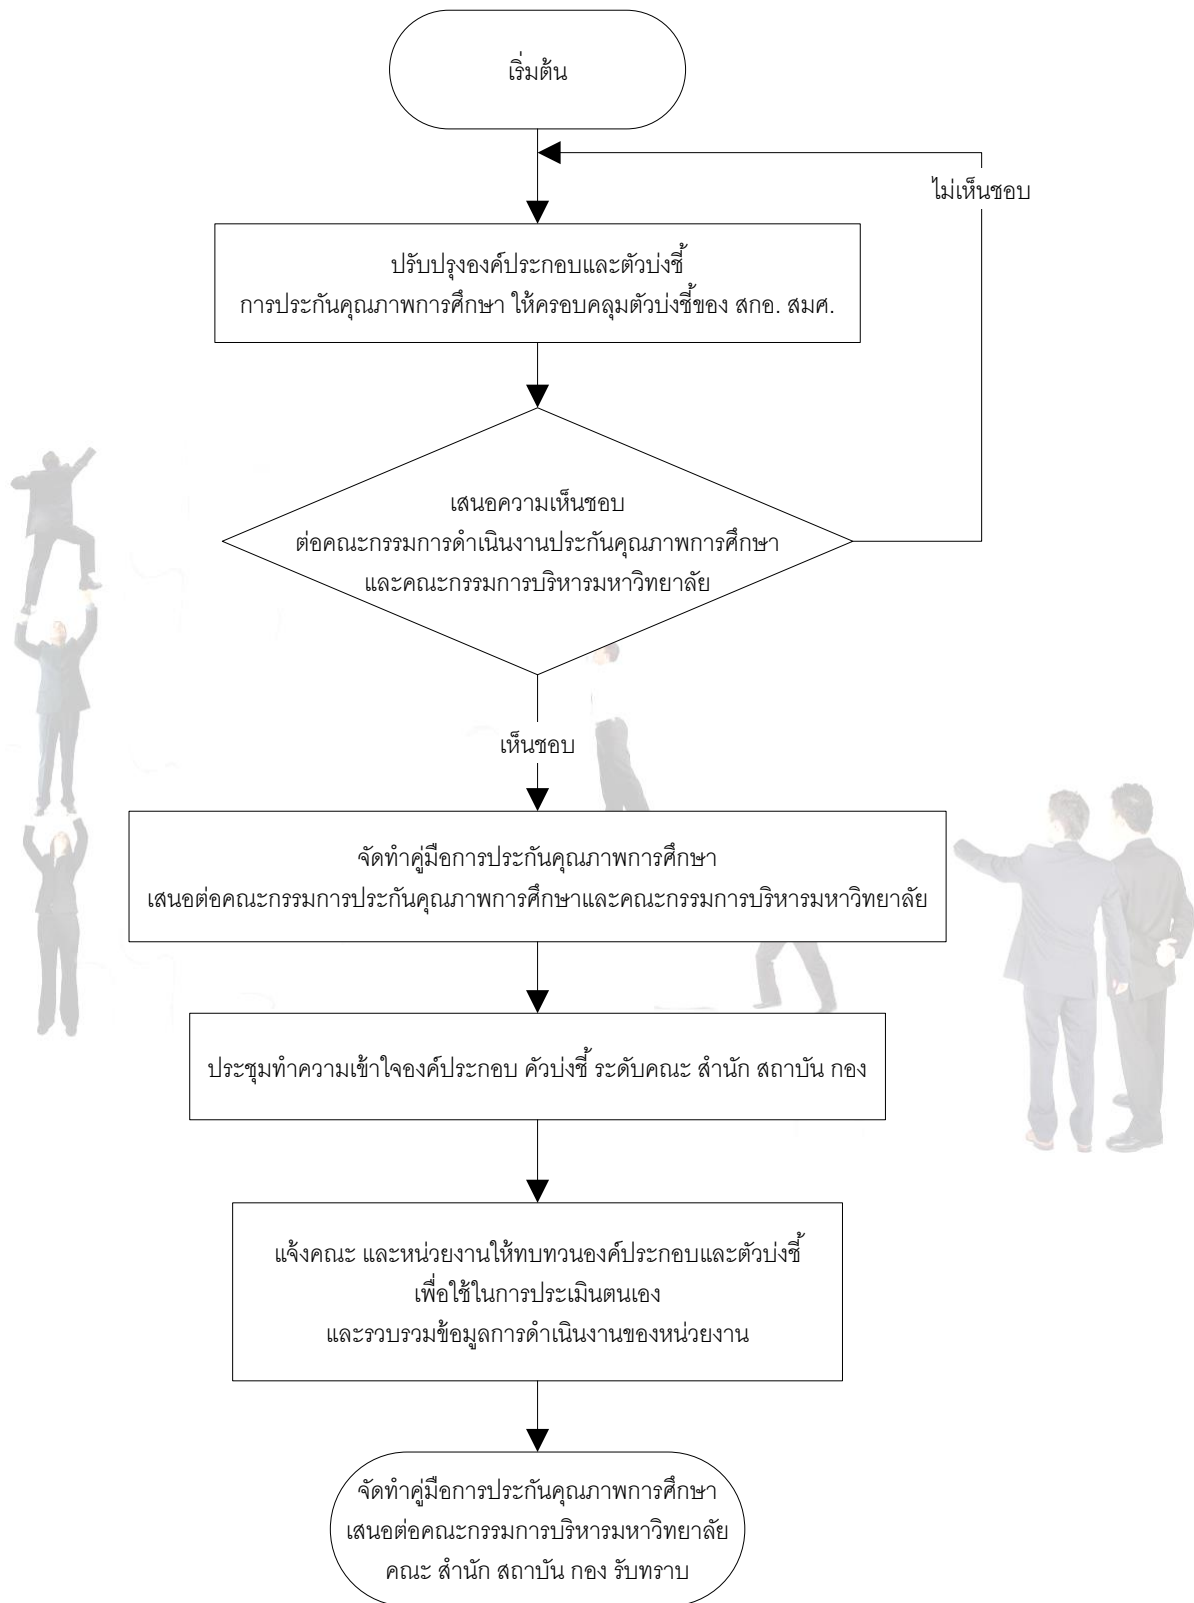 เริ่มต้น
ไม่เห็นชอบ
ปรับปรุงองค์ประกอบและตัวบ่งชี้
การประกันคุณภาพการศึกษา ให้ครอบคลุมตัวบ่งชี้ของ สกอ. สมศ.
เสนอความเห็นชอบ
ต่อคณะกรรมการดำเนินงานประกันคุณภาพการศึกษา
และคณะกรรมการบริหารมหาวิทยาลัย
เห็นชอบ
จัดทำคู่มือการประกันคุณภาพการศึกษา
เสนอต่อคณะกรรมการประกันคุณภาพการศึกษาและคณะกรรมการบริหารมหาวิทยาลัย
ประชุมทำความเข้าใจองค์ประกอบ คัวบ่งชี้ ระดับคณะ สำนัก สถาบัน กอง
แจ้งคณะ และหน่วยงานให้ทบทวนองค์ประกอบและตัวบ่งชี้
เพื่อใช้ในการประเมินตนเอง
และรวบรวมข้อมูลการดำเนินงานของหน่วยงาน
จัดทำคู่มือการประกันคุณภาพการศึกษา
เสนอต่อคณะกรรมการบริหารมหาวิทยาลัย
คณะ สำนัก สถาบัน กอง รับทราบ